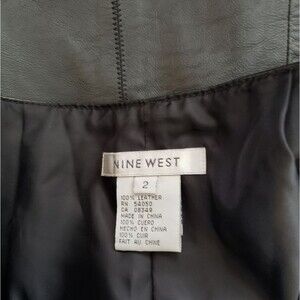 NINE WEST
2
100% LEATHER
RN 54050
CA 08349
MADE IN CHINA
100% CUERO
HECHO EN CHINA
100% CUIR
FAIT AU CHINE